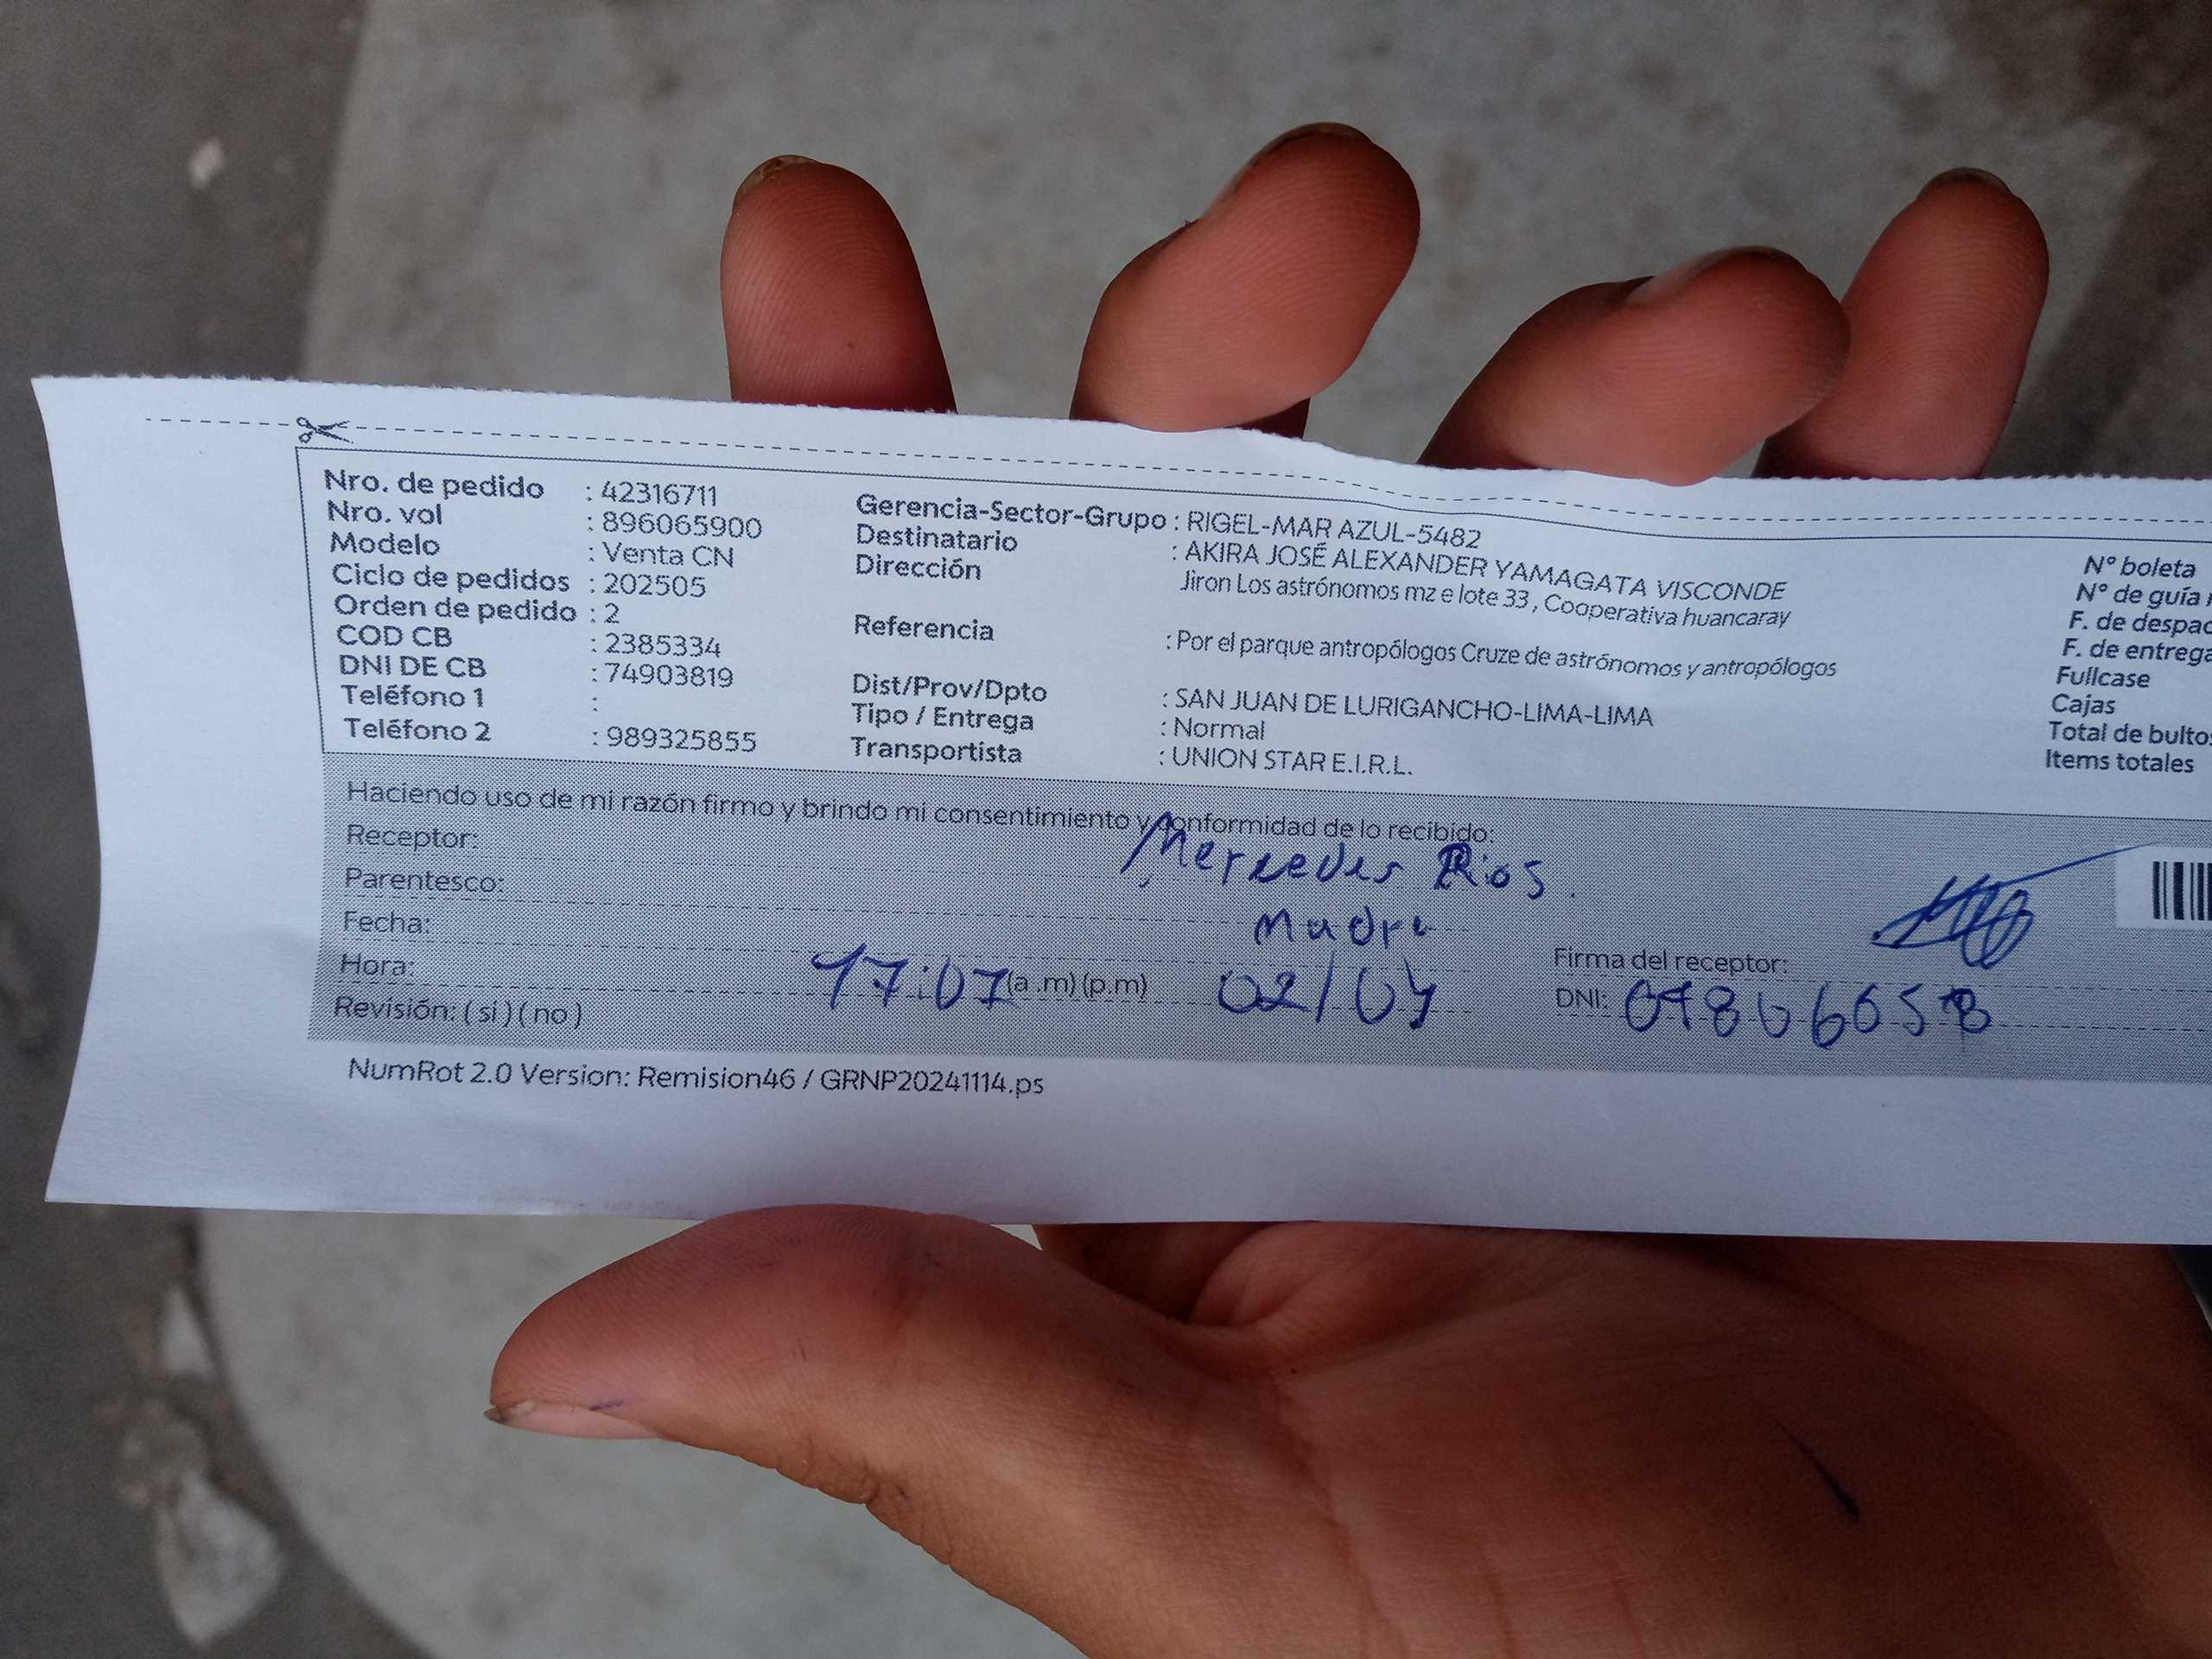 Nro. de pedido : 42316711
Nro. vol : 896065900
Modelo : Venta CN
Ciclo de pedidos : 202505
Orden de pedido : 2
COD CB : 2385334
DNI DE CB : 74903819
Teléfono 1 :
Teléfono 2 : 989325855
Gerencia-Sector-Grupo : RIGEL-MAR AZUL-5482
Destinatario : AKIRA JOSÉ ALEXANDER YAMAGATA VISCONDE
Dirección Jiron Los astrónomos mz e lote 33 , Cooperativa huancaray
Referencia : Por el parque antropólogos Cruze de astrónomos y antropólogos
Dist/Prov/Dpto : SAN JUAN DE LURIGANCHO-LIMA-LIMA
Tipo / Entrega : Normal
Transportista : UNION STAR E.I.R.L.
N° boleta
N° de guía
F. de despac
F. de entrega
Fullcase
Cajas
Total de bultos
Items totales
Haciendo uso de mi razón firmo y brindo mi consentimiento y conformidad de lo recibido:
Receptor: Mercedes Rios.
Parentesco: Madre
Fecha: 02/04
Hora: 17:07 (a .m) (p.m)
Revisión: ( si ) ( no )
Firma del receptor:
DNI:
NumRot 2.0 Version: Remision46 / GRNP20241114.ps